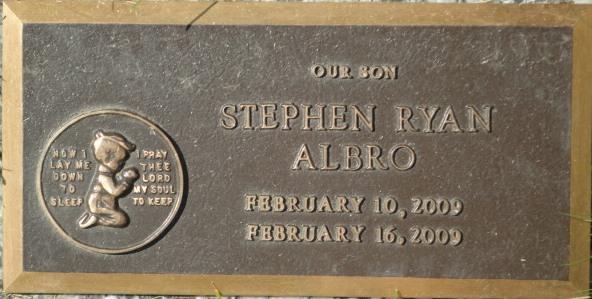 OUR SON
STEPHEN RYAN
ALBRO
FEBRUARY 10, 2009
FEBRUARY 16, 2009
NOW I
LAY ME
DOWN
TO
SLEEP
I PRAY
THEE
LORD
MY SOUL
TO KEEP